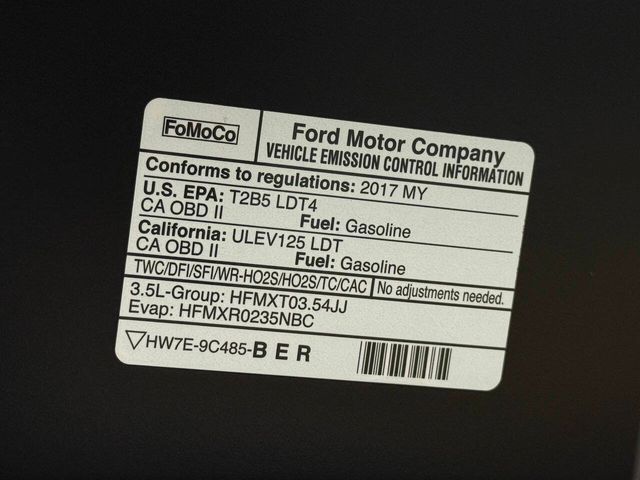 FoMoCo
Ford Motor Company
VEHICLE EMISSION CONTROL INFORMATION
Conforms to regulations: 2017 MY
U.S. EPA: T2B5 LDT4
CA OBD II Fuel: Gasoline
California: ULEV125 LDT
CA OBD II Fuel: Gasoline
TWC/DFI/SFI/WR-HO2S/HO2S/TC/CAC No adjustments needed.
3.5L-Group: HFMXT03.54JJ
Evap: HFMXR0235NBC
HW7E-9C485-BER